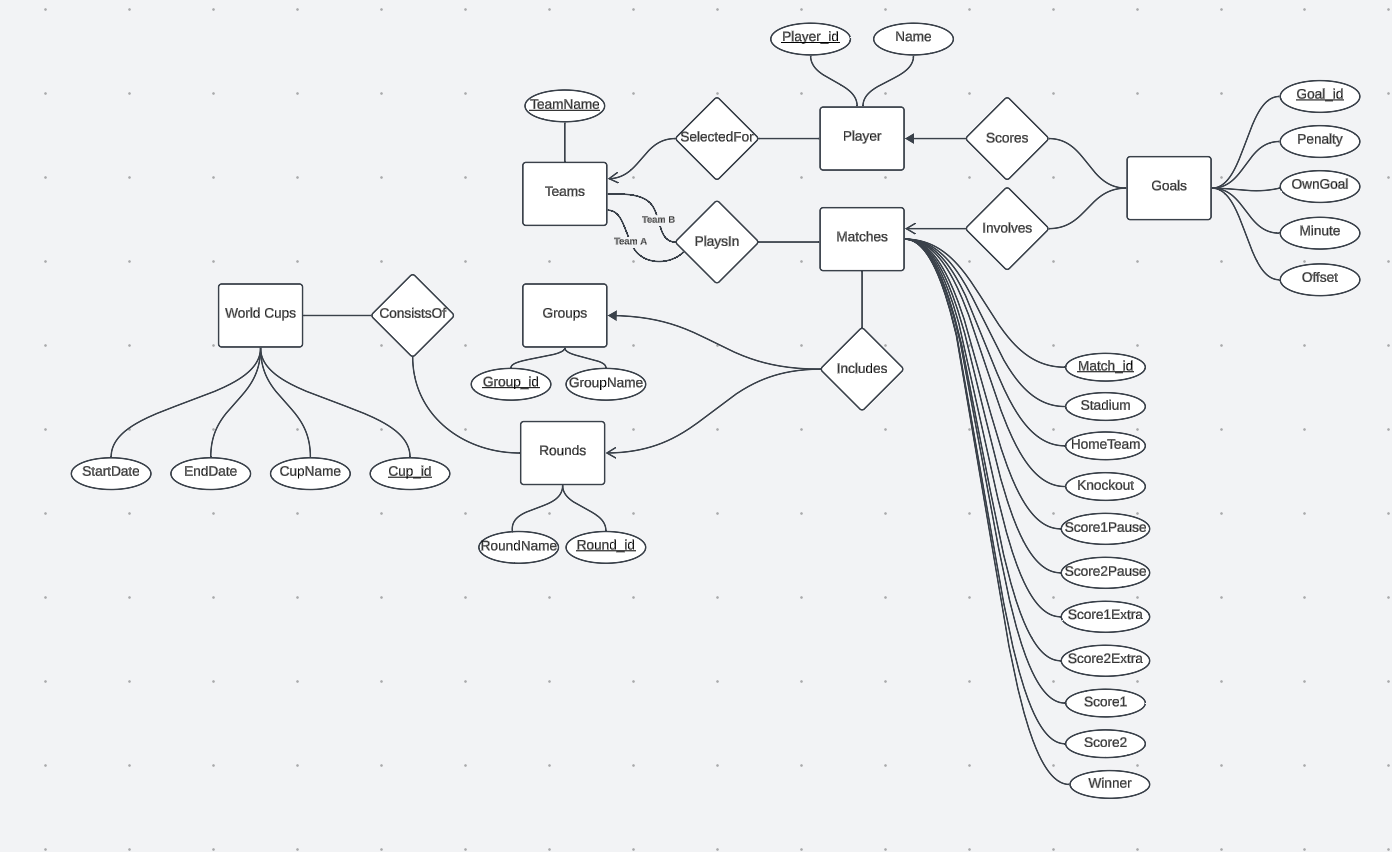 Player_id
Name
TeamName
Goal_id
SelectedFor
Player
Scores
Penalty
Teams
Goals
OwnGoal
Team B
Team A
PlaysIn
Matches
Involves
Minute
Offset
World Cups
ConsistsOf
Groups
Includes
Group_id
GroupName
Match_id
Stadium
HomeTeam
Rounds
StartDate
EndDate
CupName
Cup_id
Knockout
RoundName
Round_id
Score1Pause
Score2Pause
Score1Extra
Score2Extra
Score1
Score2
Winner